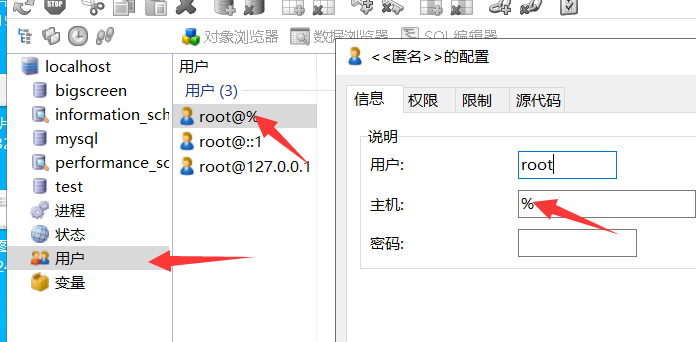 对象浏览器 数据浏览器 SQL编辑器
localhost
bigscreen
information_sch
mysql
performance_sc
test
进程
状态
用户
变量
用户
用户 (3)
root@%
root@::1
root@127.0.0.1
<<匿名>>的配置
信息 权限 限制 源代码
说明
用户: root
主机: %
密码: